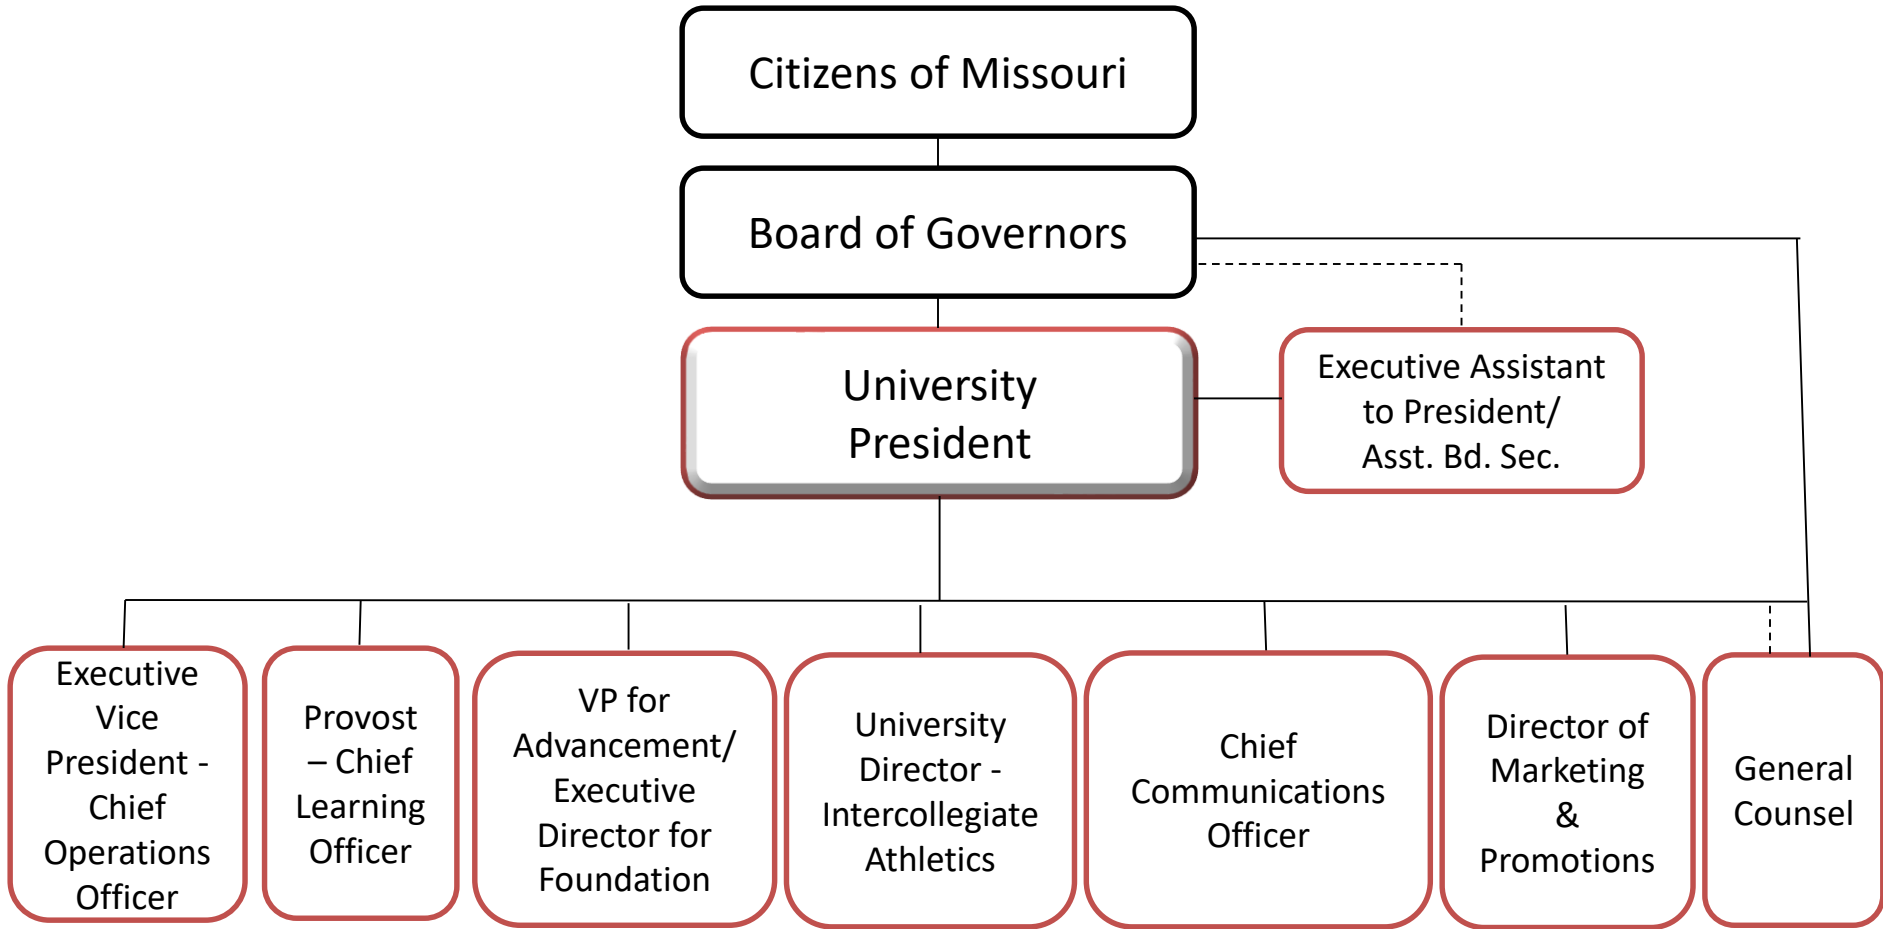 Citizens of Missouri
Board of Governors
University
President
Executive Assistant
to President/
Asst. Bd. Sec.
Executive
Vice
President -
Chief
Operations
Officer
Provost
– Chief
Learning
Officer
VP for
Advancement/
Executive
Director for
Foundation
University
Director -
Intercollegiate
Athletics
Chief
Communications
Officer
Director of
Marketing
&
Promotions
General
Counsel